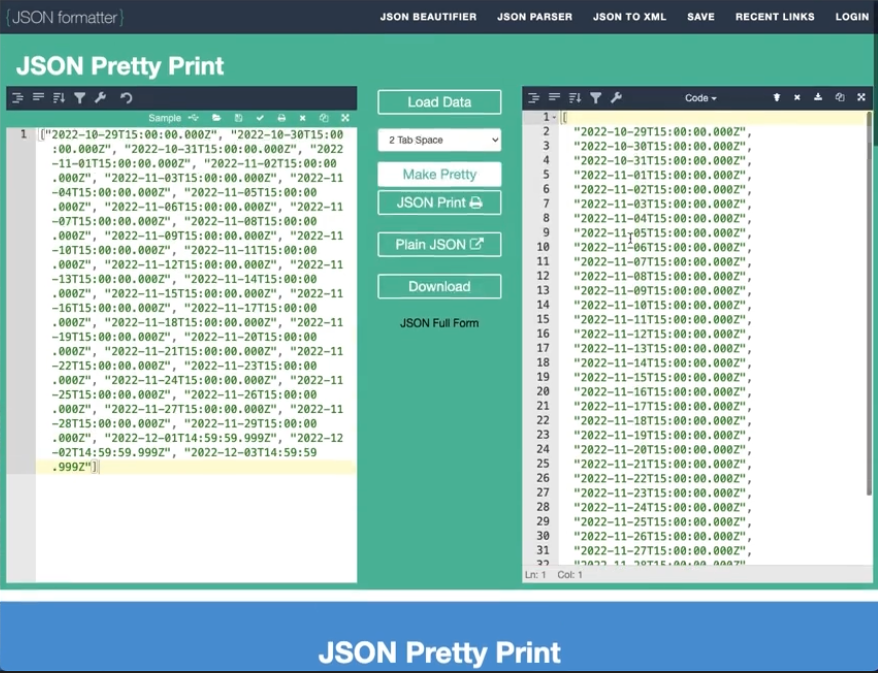 {JSON formatter}
JSON BEAUTIFIER JSON PARSER JSON TO XML SAVE RECENT LINKS LOGIN
JSON Pretty Print
Sample
1 ["2022-10-29T15:00:00.000Z", "2022-10-30T15:00
:00.000Z", "2022-10-31T15:00:00.000Z", "2022
-11-01T15:00:00.000Z", "2022-11-02T15:00:00
.000Z", "2022-11-03T15:00:00.000Z", "2022-11
-04T15:00:00.000Z", "2022-11-05T15:00:00
.000Z", "2022-11-06T15:00:00.000Z", "2022-11
-07T15:00:00.000Z", "2022-11-08T15:00:00
.000Z", "2022-11-09T15:00:00.000Z", "2022-11
-10T15:00:00.000Z", "2022-11-11T15:00:00
.000Z", "2022-11-12T15:00:00.000Z", "2022-11
-13T15:00:00.000Z", "2022-11-14T15:00:00
.000Z", "2022-11-15T15:00:00.000Z", "2022-11
-16T15:00:00.000Z", "2022-11-17T15:00:00
.000Z", "2022-11-18T15:00:00.000Z", "2022-11
-19T15:00:00.000Z", "2022-11-20T15:00:00
.000Z", "2022-11-21T15:00:00.000Z", "2022-11
-22T15:00:00.000Z", "2022-11-23T15:00:00
.000Z", "2022-11-24T15:00:00.000Z", "2022-11
-25T15:00:00.000Z", "2022-11-26T15:00:00
.000Z", "2022-11-27T15:00:00.000Z", "2022-11
-28T15:00:00.000Z", "2022-11-29T15:00:00
.000Z", "2022-12-01T14:59:59.999Z", "2022-12
-02T14:59:59.999Z", "2022-12-03T14:59:59
.999Z"]
Load Data
2 Tab Space
Make Pretty
JSON Print
Plain JSON
Download
JSON Full Form
Code
1 [
2 "2022-10-29T15:00:00.000Z",
3 "2022-10-30T15:00:00.000Z",
4 "2022-10-31T15:00:00.000Z",
5 "2022-11-01T15:00:00.000Z",
6 "2022-11-02T15:00:00.000Z",
7 "2022-11-03T15:00:00.000Z",
8 "2022-11-04T15:00:00.000Z",
9 "2022-11-05T15:00:00.000Z",
10 "2022-11-06T15:00:00.000Z",
11 "2022-11-07T15:00:00.000Z",
12 "2022-11-08T15:00:00.000Z",
13 "2022-11-09T15:00:00.000Z",
14 "2022-11-10T15:00:00.000Z",
15 "2022-11-11T15:00:00.000Z",
16 "2022-11-12T15:00:00.000Z",
17 "2022-11-13T15:00:00.000Z",
18 "2022-11-14T15:00:00.000Z",
19 "2022-11-15T15:00:00.000Z",
20 "2022-11-16T15:00:00.000Z",
21 "2022-11-17T15:00:00.000Z",
22 "2022-11-18T15:00:00.000Z",
23 "2022-11-19T15:00:00.000Z",
24 "2022-11-20T15:00:00.000Z",
25 "2022-11-21T15:00:00.000Z",
26 "2022-11-22T15:00:00.000Z",
27 "2022-11-23T15:00:00.000Z",
28 "2022-11-24T15:00:00.000Z",
29 "2022-11-25T15:00:00.000Z",
30 "2022-11-26T15:00:00.000Z",
31 "2022-11-27T15:00:00.000Z",
32 "2022-11-28T15:00:00.000Z",
Ln: 1 Col: 1
JSON Pretty Print